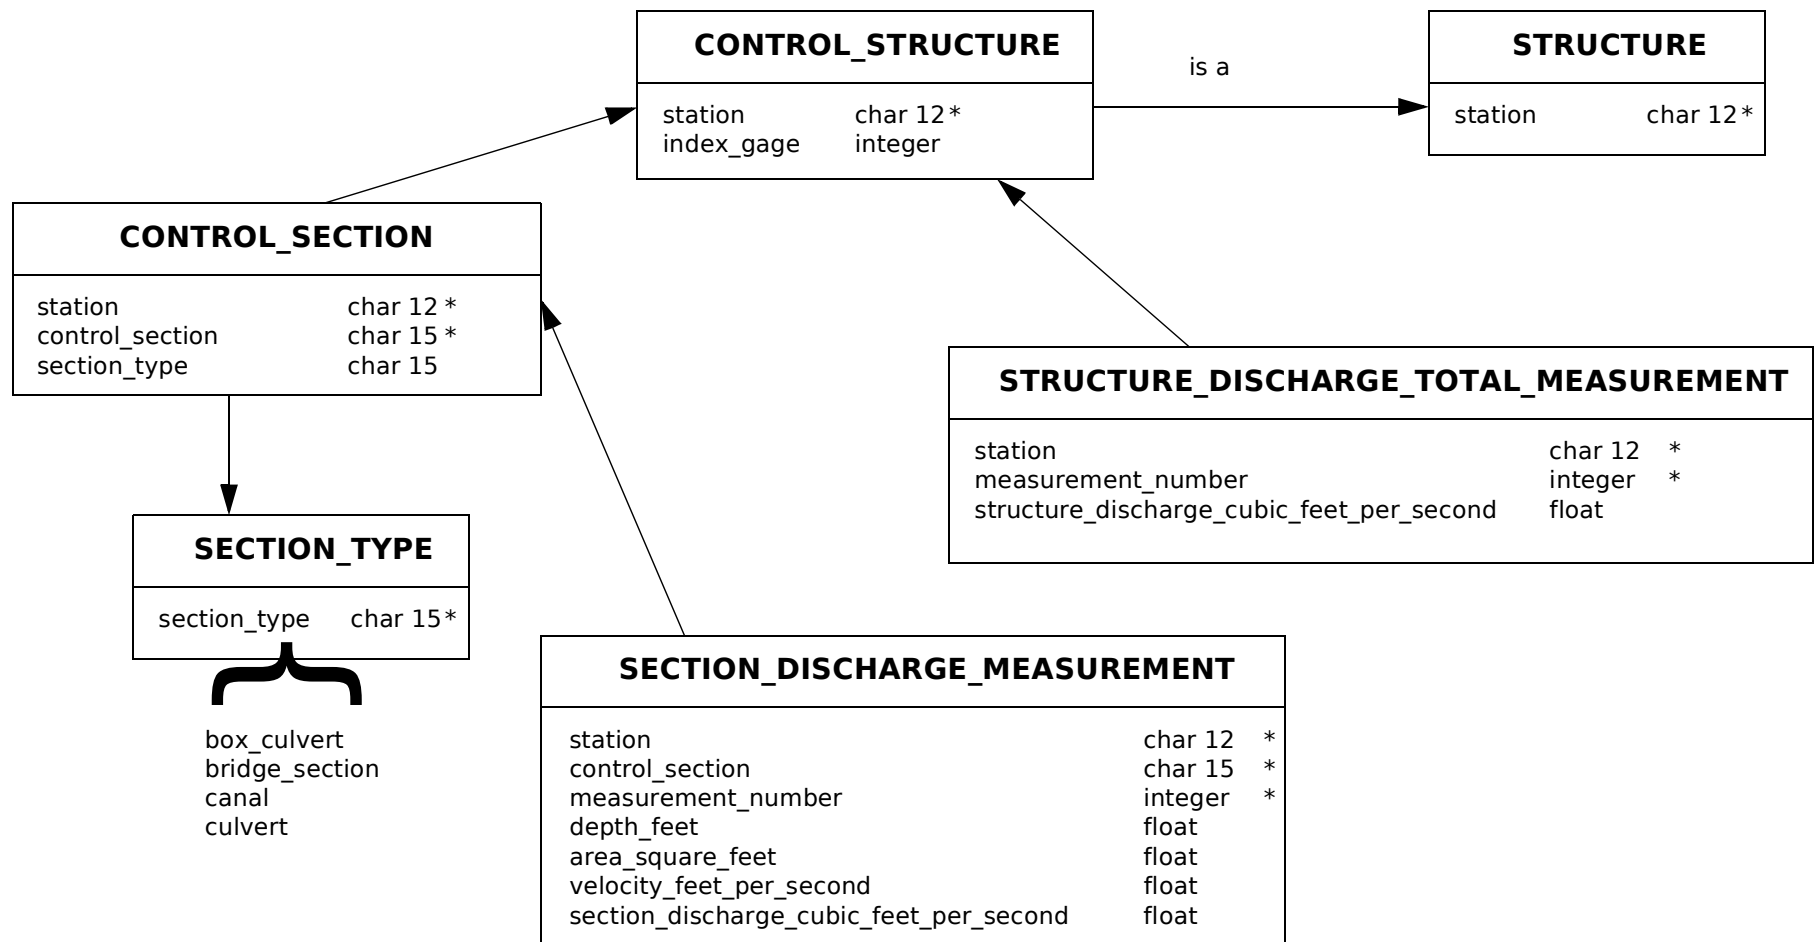 CONTROL_STRUCTURE
station char 12 *
index_gage integer
is a
STRUCTURE
station char 12 *
CONTROL_SECTION
station char 12 *
control_section char 15 *
section_type char 15
STRUCTURE_DISCHARGE_TOTAL_MEASUREMENT
station char 12 *
measurement_number integer *
structure_discharge_cubic_feet_per_second float
SECTION_TYPE
section_type char 15 *
box_culvert
bridge_section
canal
culvert
SECTION_DISCHARGE_MEASUREMENT
station char 12 *
control_section char 15 *
measurement_number integer *
depth_feet float
area_square_feet float
velocity_feet_per_second float
section_discharge_cubic_feet_per_second float